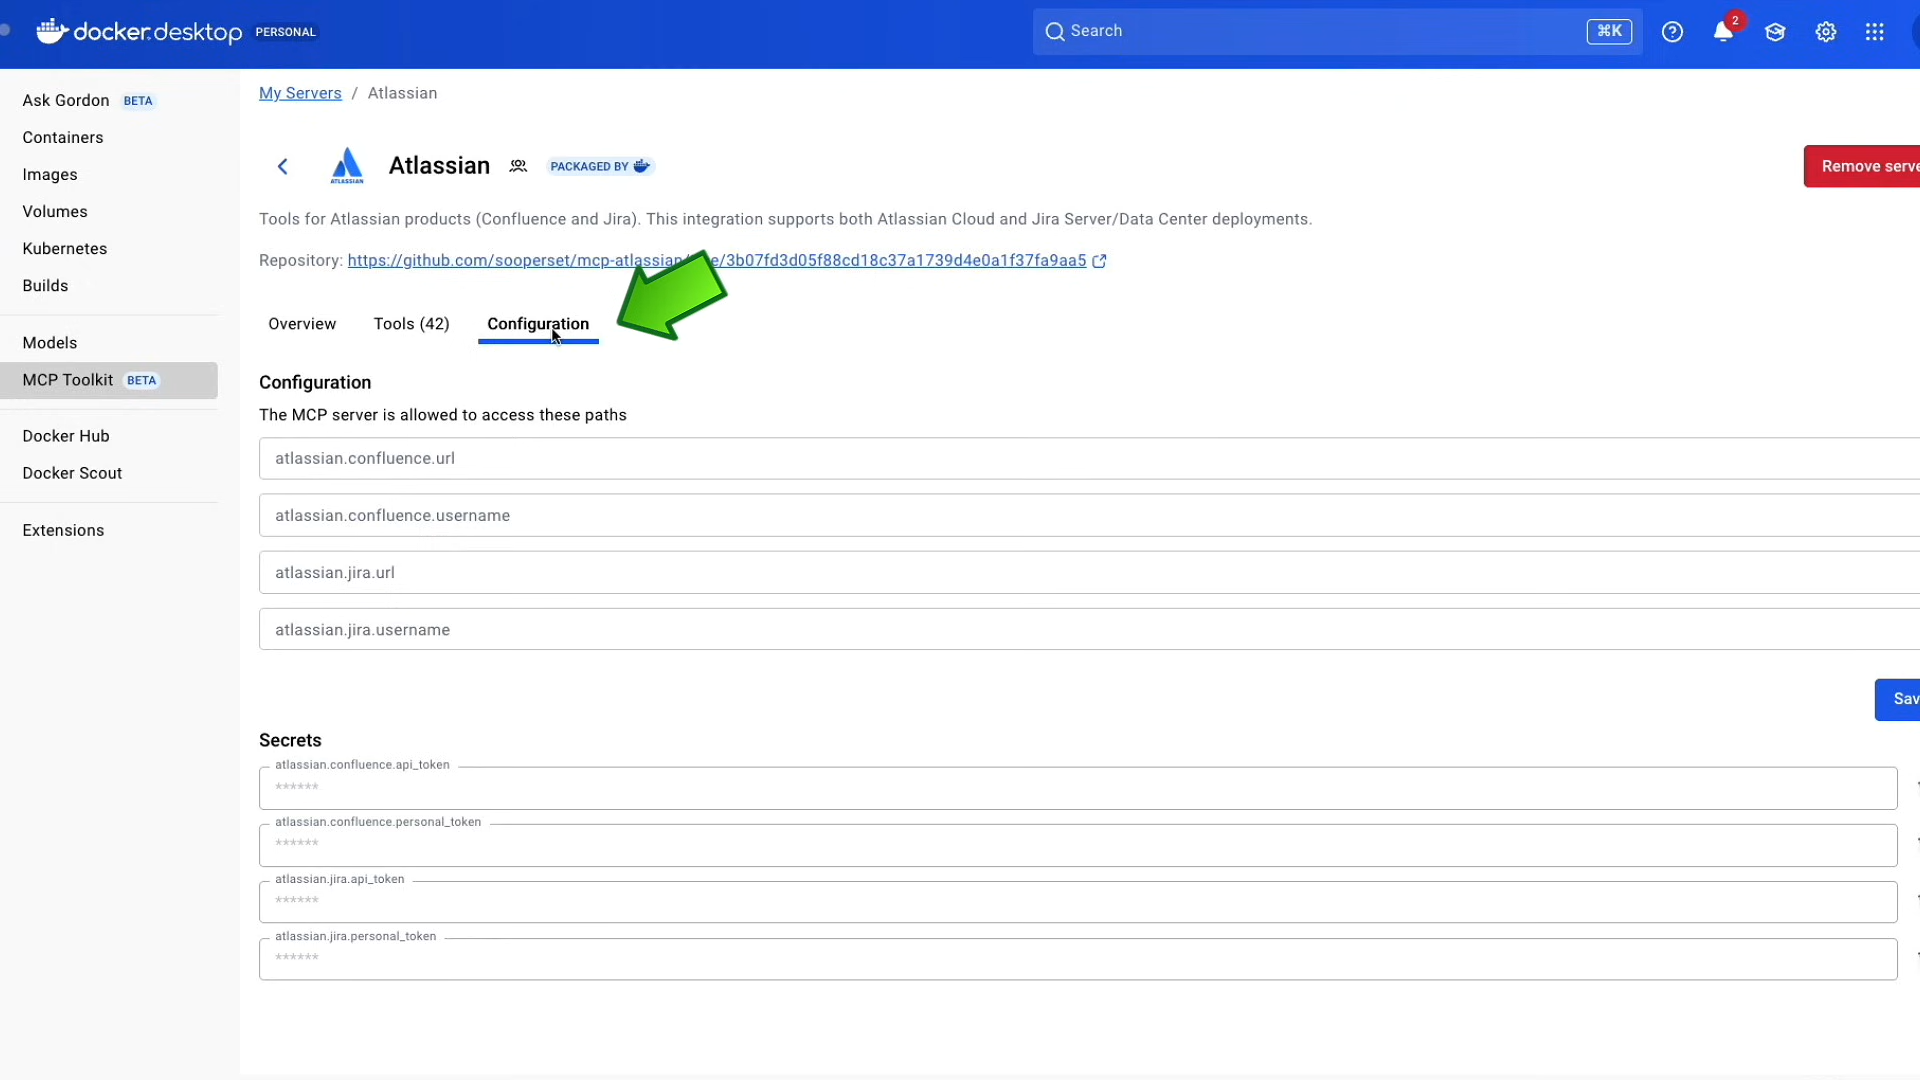 docker.desktop PERSONAL
Search ⌘K
2
Ask Gordon BETA
Containers
Images
Volumes
Kubernetes
Builds
Models
MCP Toolkit BETA
Docker Hub
Docker Scout
Extensions
My Servers / Atlassian
ATLASSIAN
Atlassian PACKAGED BY
Remove serve
Tools for Atlassian products (Confluence and Jira). This integration supports both Atlassian Cloud and Jira Server/Data Center deployments.
Repository: https://github.com/sooperset/mcp-atlassian/ e/3b07fd3d05f88cd18c37a1739d4e0a1f37fa9aa5
Overview Tools (42) Configuration
Configuration
The MCP server is allowed to access these paths
atlassian.confluence.url
atlassian.confluence.username
atlassian.jira.url
atlassian.jira.username
Sav
Secrets
atlassian.confluence.api_token
******
atlassian.confluence.personal_token
******
atlassian.jira.api_token
******
atlassian.jira.personal_token
******